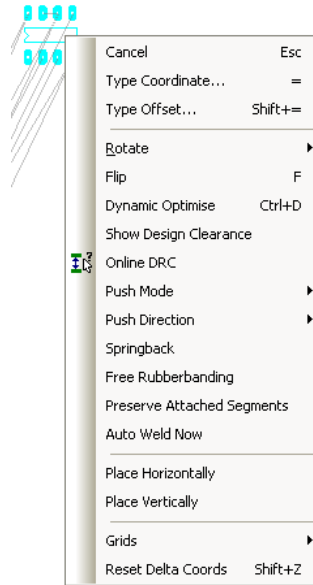 Cancel Esc
Type Coordinate... =
Type Offset... Shift+=
Rotate
Flip F
Dynamic Optimise Ctrl+D
Show Design Clearance
Online DRC
Push Mode
Push Direction
Springback
Free Rubberbanding
Preserve Attached Segments
Auto Weld Now
Place Horizontally
Place Vertically
Grids
Reset Delta Coords Shift+Z